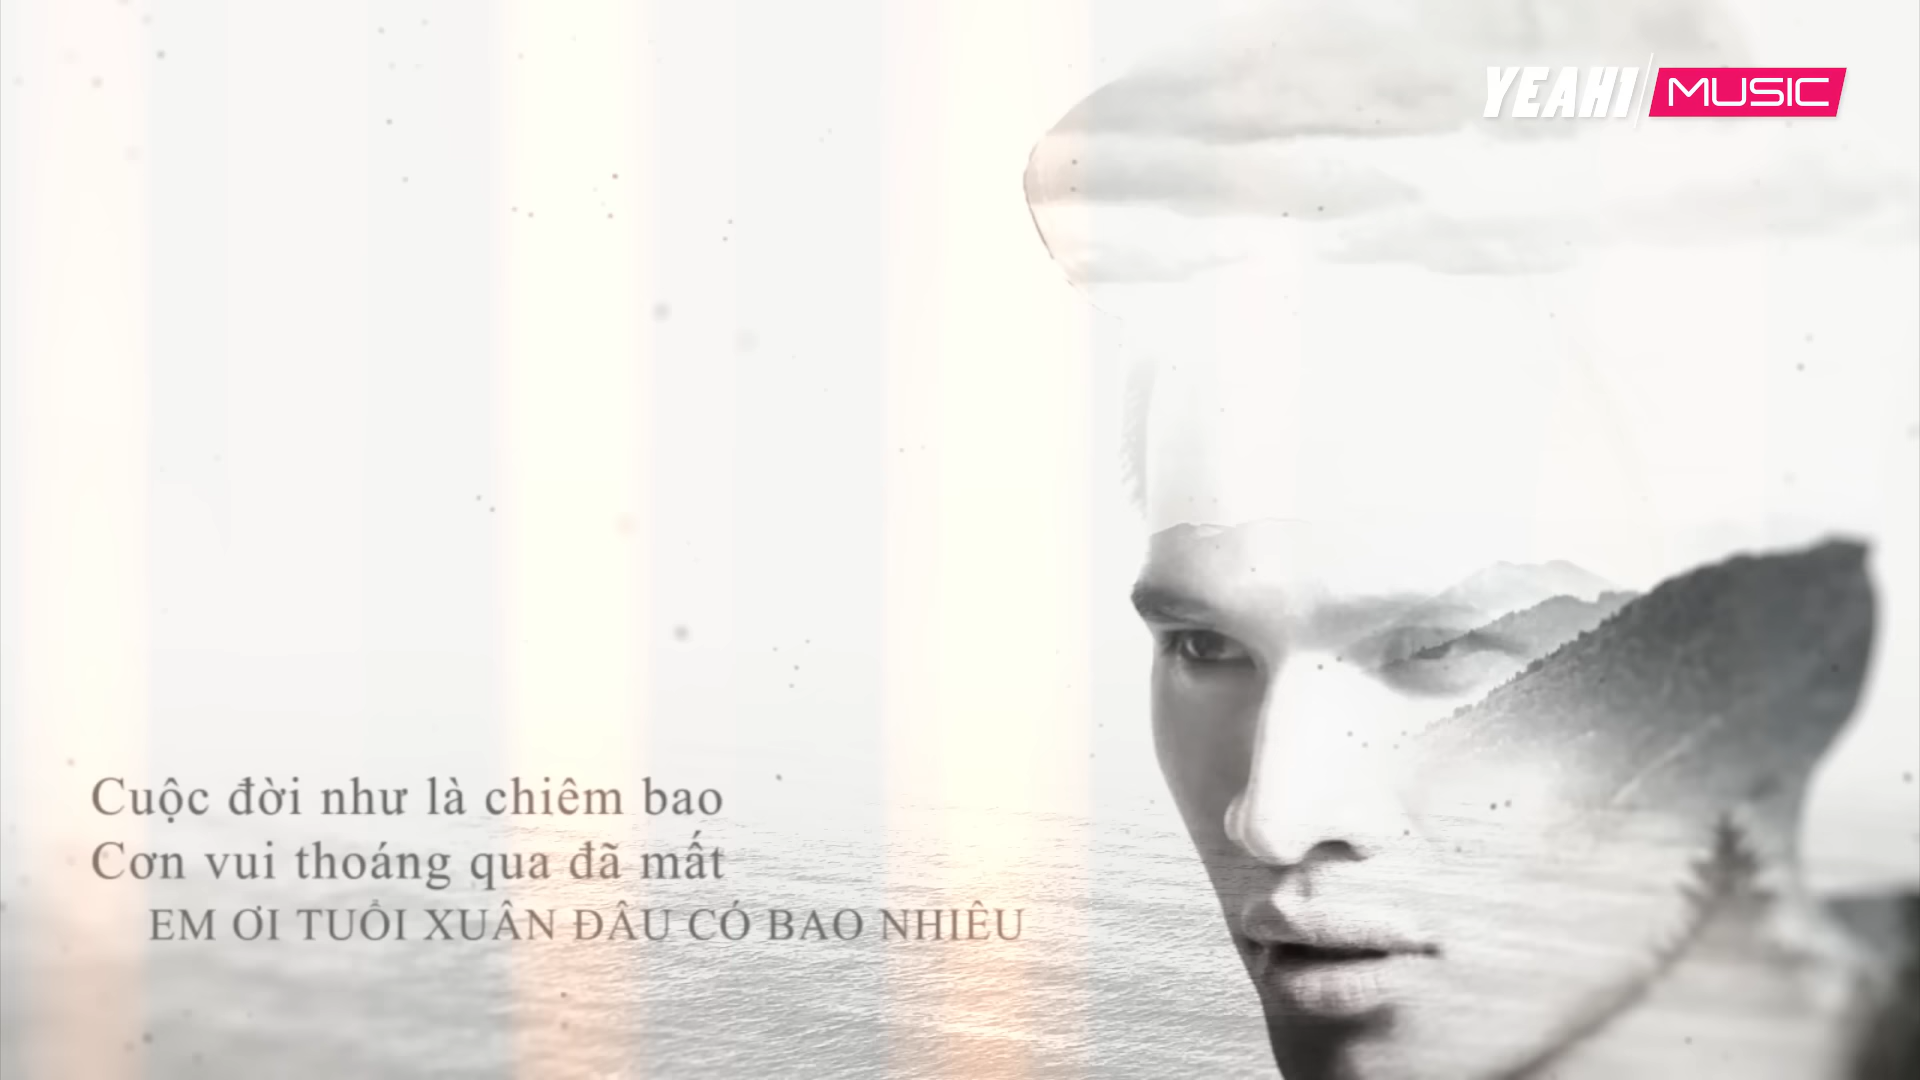 YEAH1 MUSIC
Cuộc đời như là chiêm bao
Cơn vui thoáng qua đã mất
EM ƠI TUỔI XUÂN ĐÂU CÓ BAO NHIÊU